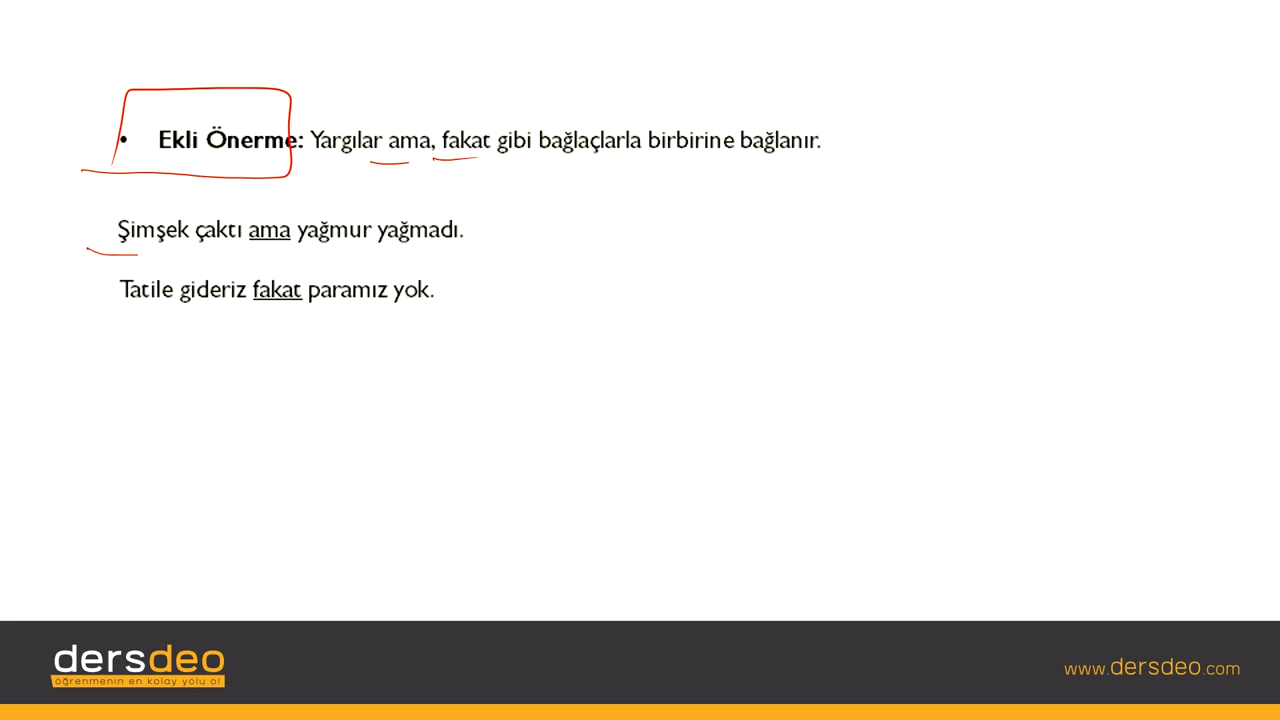 • Ekli Önerme: Yargılar ama, fakat gibi bağlaçlarla birbirine bağlanır.
Şimşek çaktı ama yağmur yağmadı.
Tatile gideriz fakat paramız yok.
dersdeo
öğrenmenin en kolay yolu o!
www.dersdeo.com